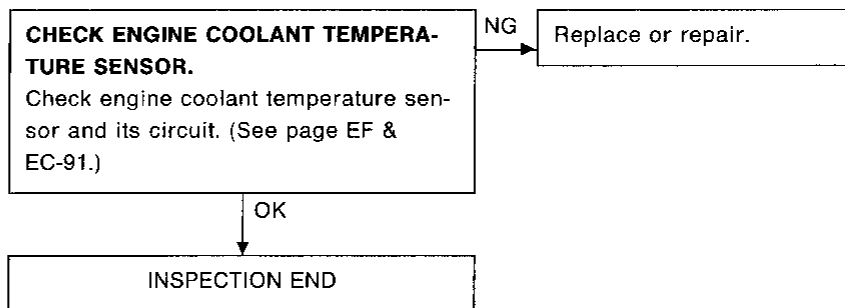 CHECK ENGINE COOLANT TEMPERA-
TURE SENSOR.
Check engine coolant temperature sen-
sor and its circuit. (See page EF &
EC-91.)
NG
Replace or repair.
OK
INSPECTION END